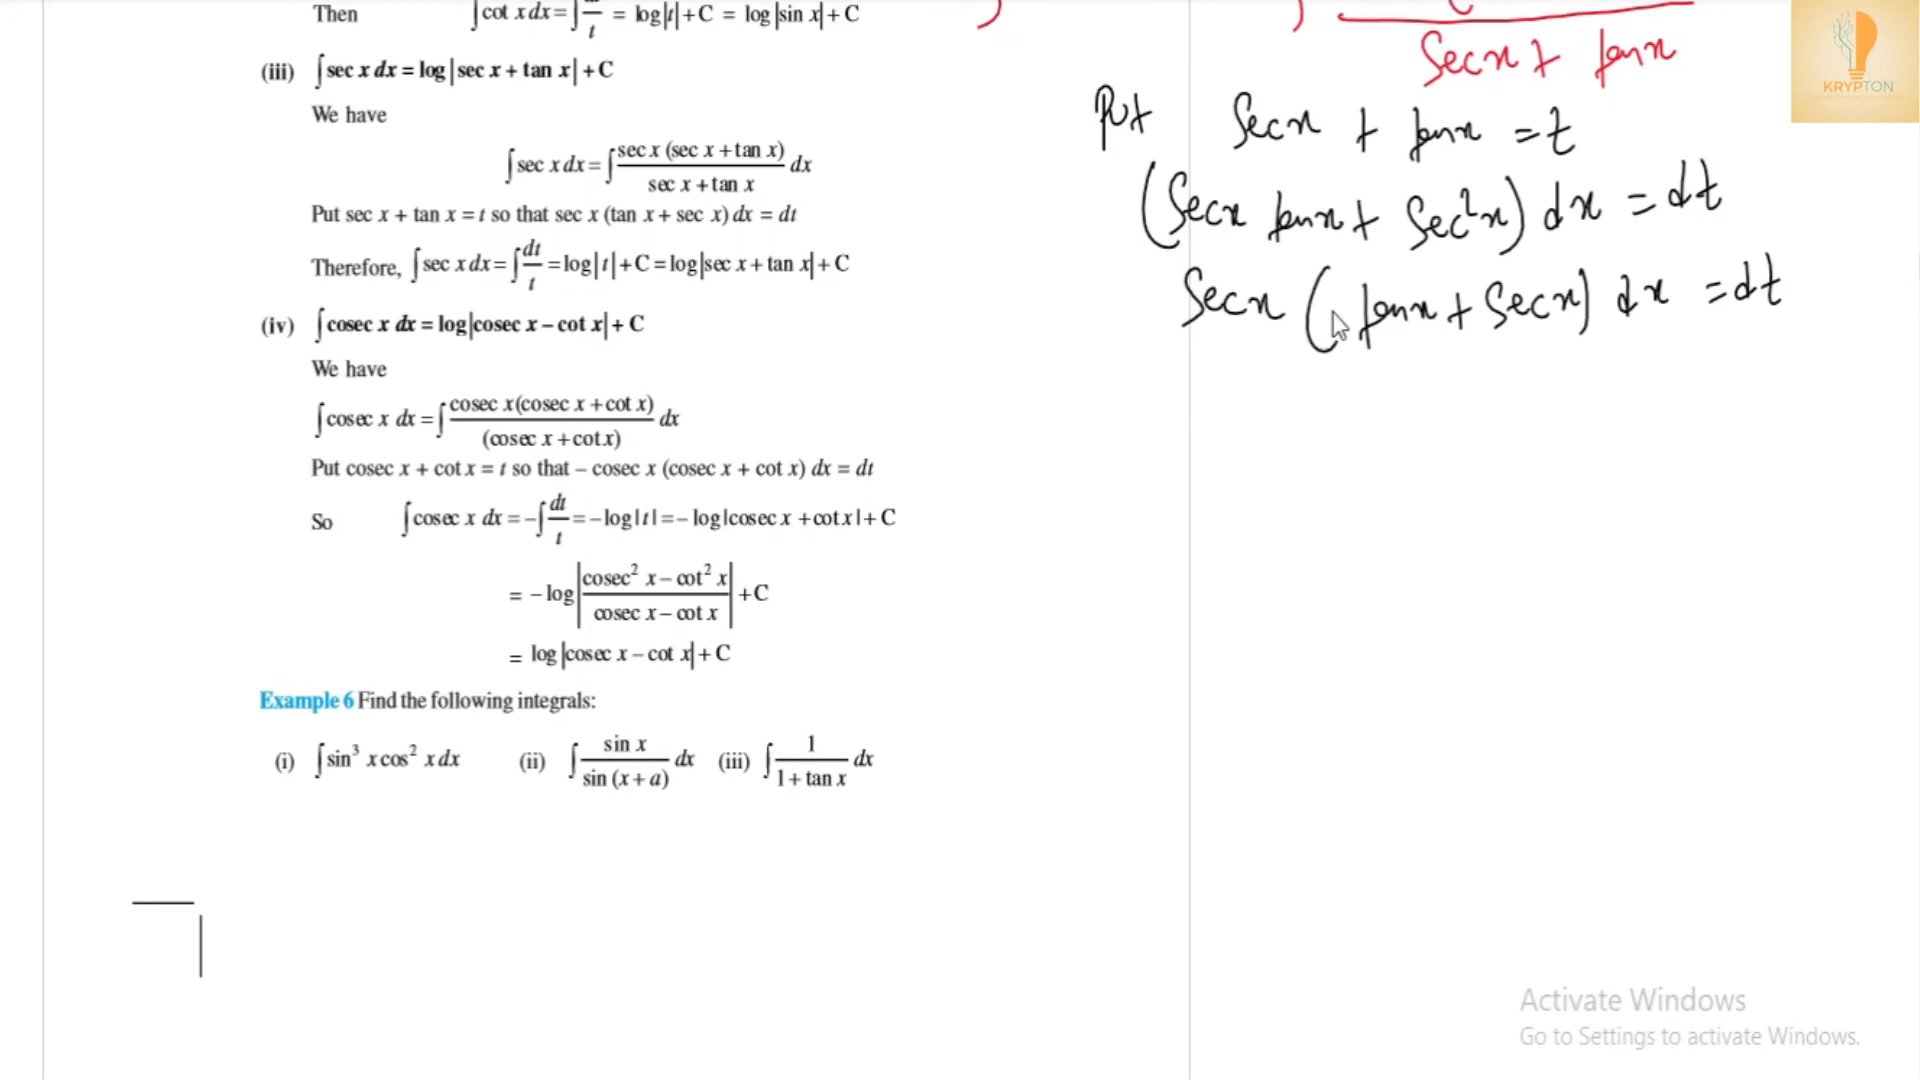 Then ∫cot x dx = ∫dt/t = log|t| + C = log|sin x| + C
(iii) ∫sec x dx = log|sec x + tan x| + C
We have
∫sec x dx = ∫ sec x (sec x + tan x) / sec x + tan x dx
Put sec x + tan x = t so that sec x (tan x + sec x) dx = dt
Therefore, ∫sec x dx = ∫dt/t = log|t| + C = log|sec x + tan x| + C
(iv) ∫cosec x dx = log|cosec x – cot x| + C
We have
∫cosec x dx = ∫ cosec x(cosec x + cot x) / (cosec x + cot x) dx
Put cosec x + cot x = t so that – cosec x (cosec x + cot x) dx = dt
So ∫cosec x dx = –∫dt/t = – log|t| = – log|cosec x + cot x| + C
= – log|cosec² x – cot² x / cosec x – cot x| + C
= log|cosec x – cot x| + C
Example 6 Find the following integrals:
(i) ∫sin³ x cos² x dx (ii) ∫ sin x / sin (x + a) dx (iii) ∫ 1 / 1 + tan x dx
secx + tanx
Put secx + tanx = t
(secx tanx + sec²x) dx = dt
secx (tanx + secx) dx = dt
KRYPTON
Activate Windows
Go to Settings to activate Windows.